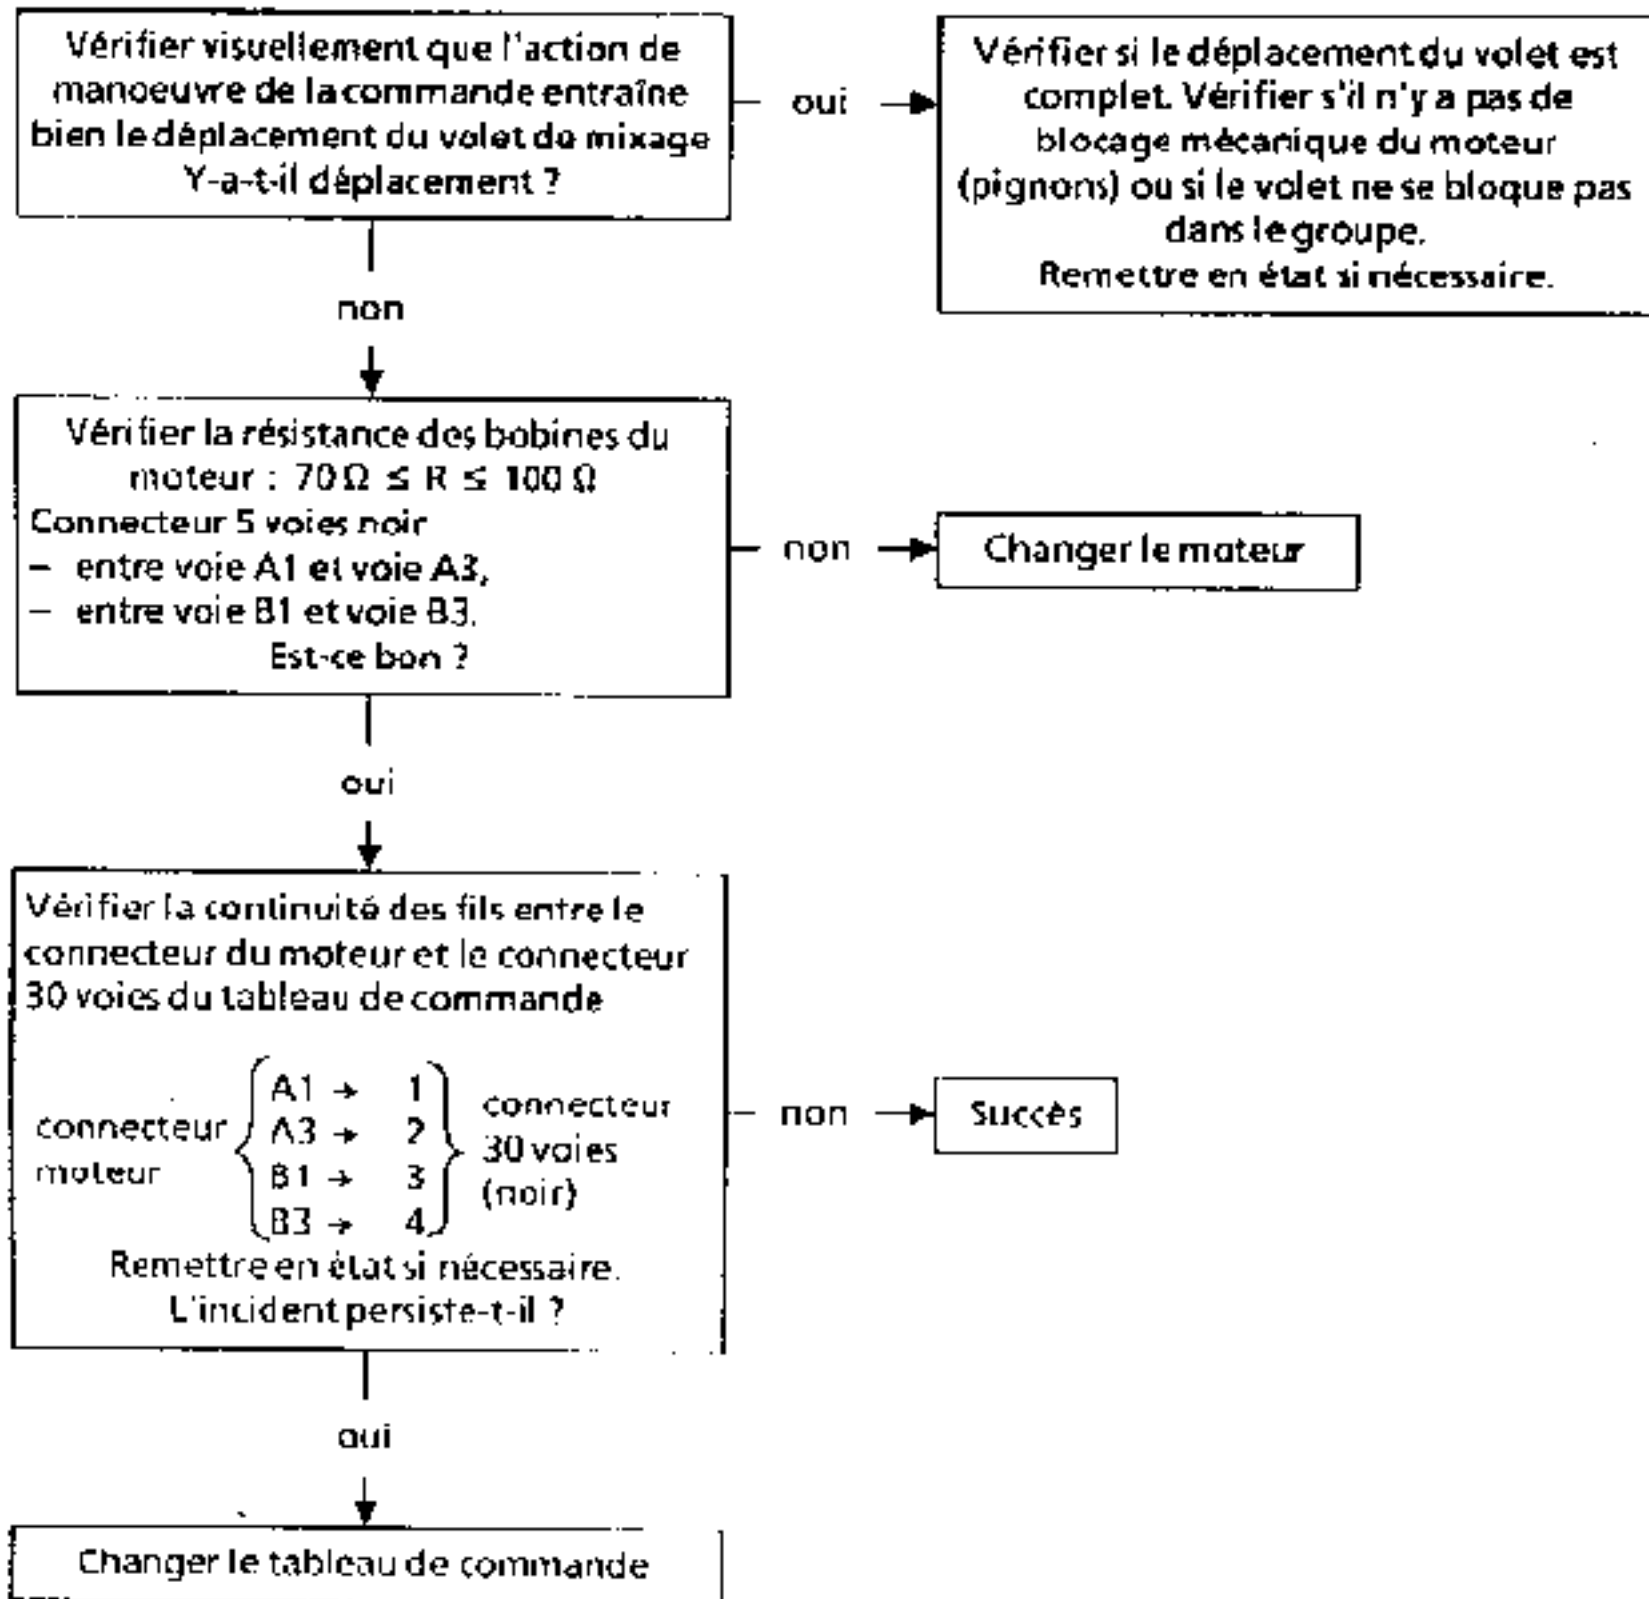 Vérifier visuellement que l'action de
manoeuvre de la commande entraîne
bien le déplacement du volet de mixage
Y-a-t-il déplacement ?
oui
Vérifier si le déplacement du volet est
complet. Vérifier s'il n'y a pas de
blocage mécanique du moteur
(pignons) ou si le volet ne se bloque pas
dans le groupe.
Remettre en état si nécessaire.
non
Vérifier la résistance des bobines du
moteur : 70 Ω ≤ R ≤ 100 Ω
Connecteur 5 voies noir
– entre voie A1 et voie A3,
– entre voie B1 et voie B3.
Est-ce bon ?
non
Changer le moteur
oui
Vérifier la continuité des fils entre le
connecteur du moteur et le connecteur
30 voies du tableau de commande
connecteur
moteur
A1 → 1
A3 → 2
B1 → 3
B3 → 4
connecteur
30 voies
(noir)
Remettre en état si nécessaire.
L'incident persiste-t-il ?
non
Succès
oui
Changer le tableau de commande